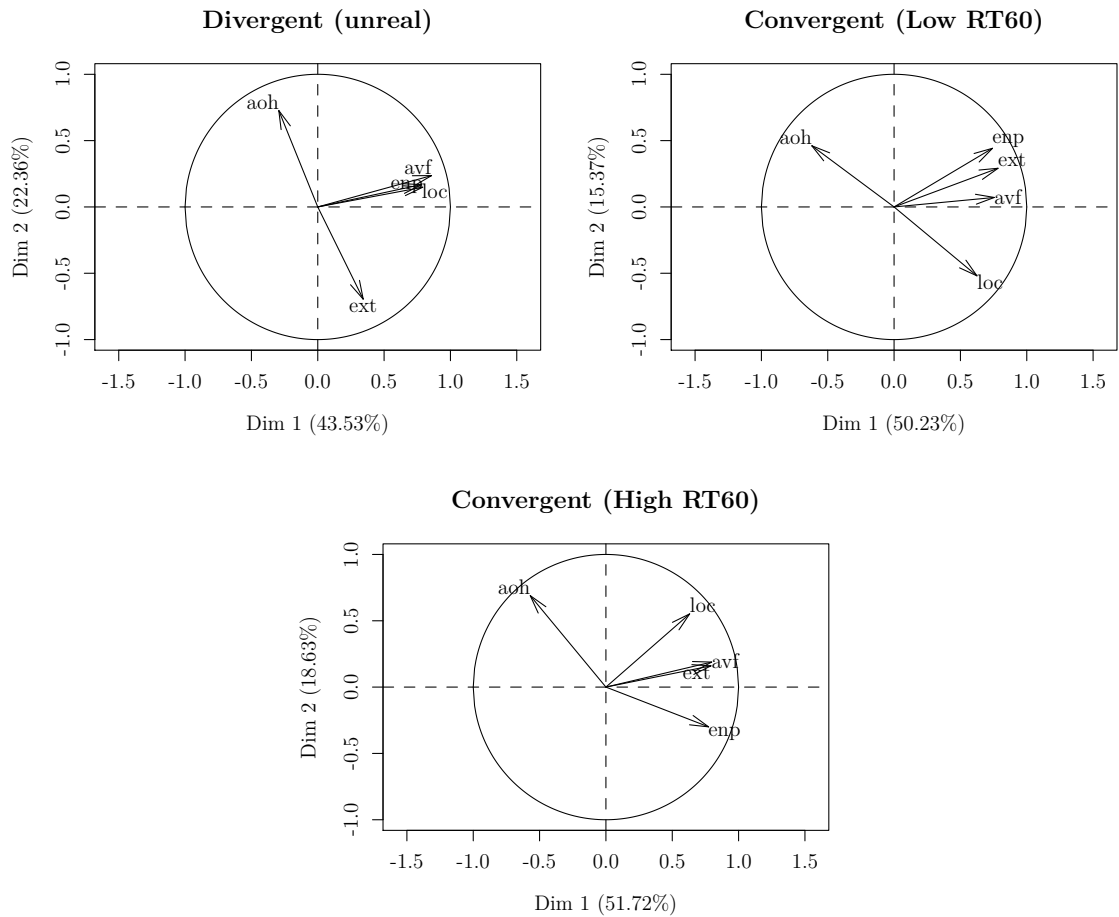 Divergent (unreal)
1.0
0.5
0.0
-0.5
-1.0
Dim 2 (22.36%)
aoh
avf
enp
loc
ext
-1.5 -1.0 -0.5 0.0 0.5 1.0 1.5
Dim 1 (43.53%)
Convergent (Low RT60)
1.0
0.5
0.0
-0.5
-1.0
Dim 2 (15.37%)
aoh
enp
ext
avf
loc
-1.5 -1.0 -0.5 0.0 0.5 1.0 1.5
Dim 1 (50.23%)
Convergent (High RT60)
1.0
0.5
0.0
-0.5
-1.0
Dim 2 (18.63%)
aoh
loc
avf
ext
enp
-1.5 -1.0 -0.5 0.0 0.5 1.0 1.5
Dim 1 (51.72%)